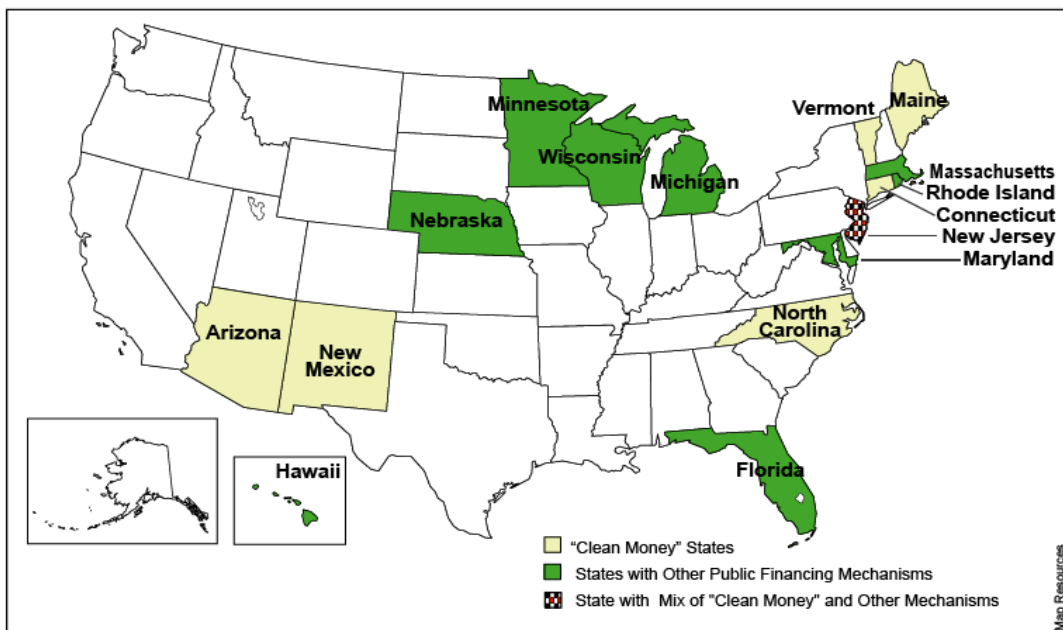 Minnesota
Vermont
Maine
Wisconsin
Michigan
Massachusetts
Rhode Island
Connecticut
New Jersey
Maryland
Nebraska
North
Carolina
Arizona
New
Mexico
Hawaii
Florida
“Clean Money” States
States with Other Public Financing Mechanisms
State with Mix of "Clean Money" and Other Mechanisms
Map Resources